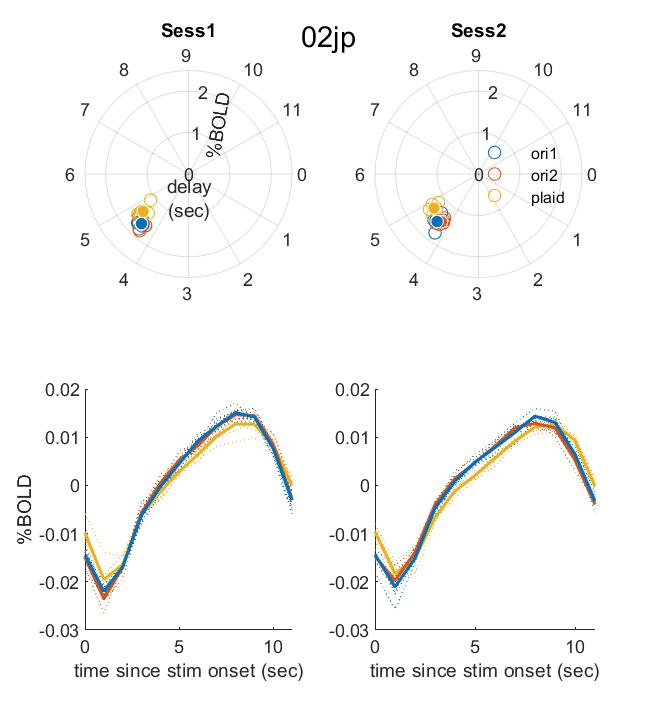 02jp
Sess1
9
8 10
7 11
6 0
5 1
4 2
3
2
1
0
%BOLD
delay
(sec)
Sess2
9
8 10
7 11
6 0
5 1
4 2
3
2
1
0
ori1
ori2
plaid
%BOLD
0.02
0.01
0
-0.01
-0.02
-0.03
0 5 10
time since stim onset (sec)
0.02
0.01
0
-0.01
-0.02
-0.03
0 5 10
time since stim onset (sec)